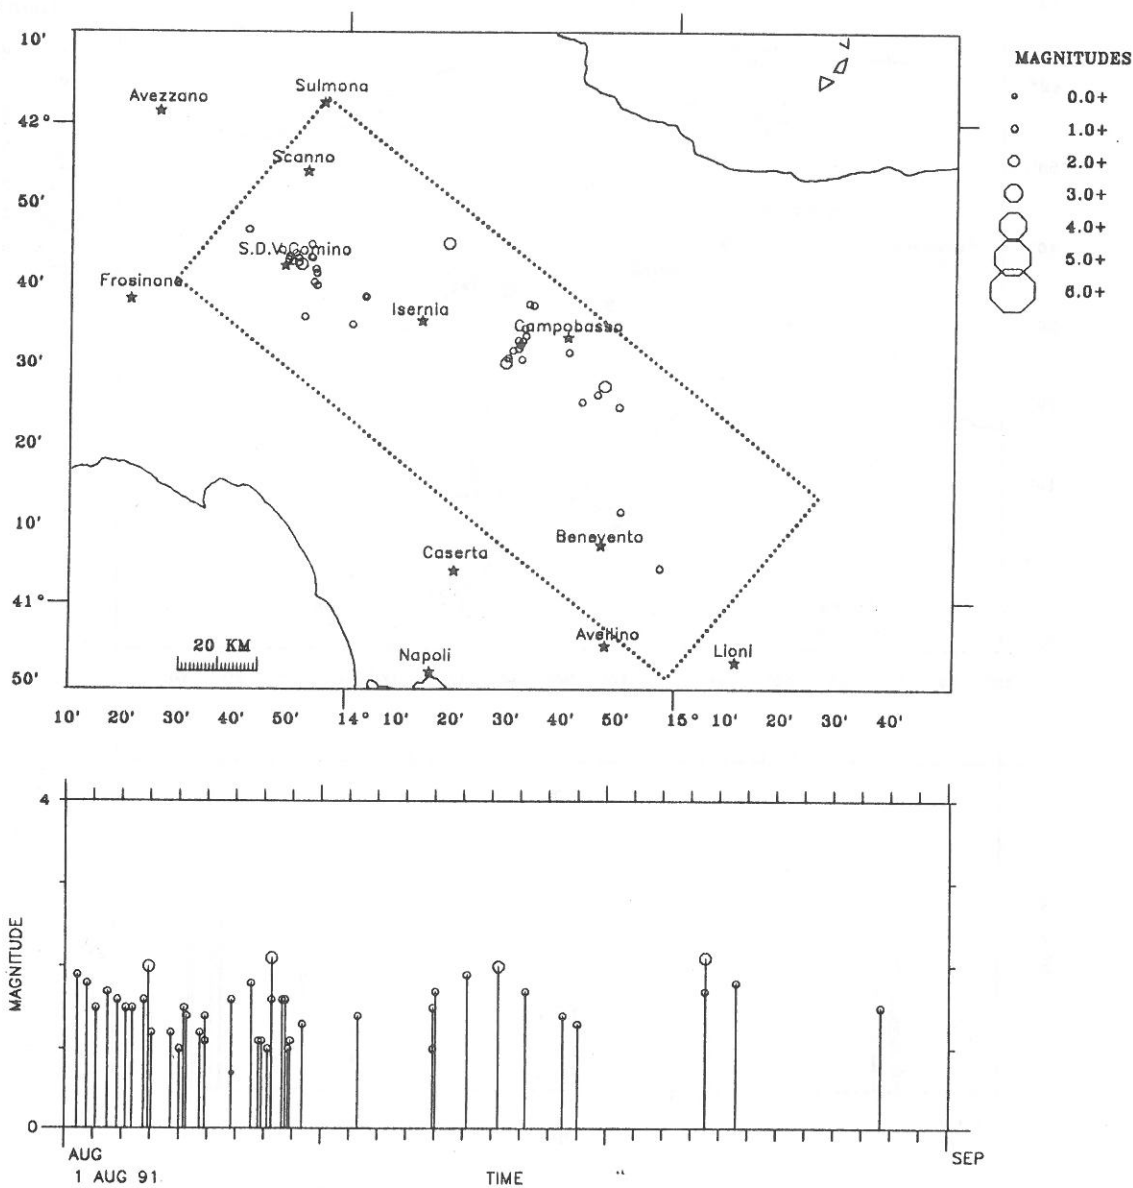 10'
MAGNITUDES
Sulmona
Avezzano
0.0+
42°
1.0+
Scanno
2.0+
50'
3.0+
4.0+
S.D.V.Comino
5.0+
40'
Frosinone
6.0+
Isernia
Campobasso
30'
20'
10'
Benevento
Caserta
41°
Avellino
20 KM
Napoli
Lioni
50'
10' 20' 30' 40' 50' 14° 10' 20' 30' 40' 50' 15° 10' 20' 30' 40'
4
MAGNITUDE
0
AUG SEP
1 AUG 91
TIME